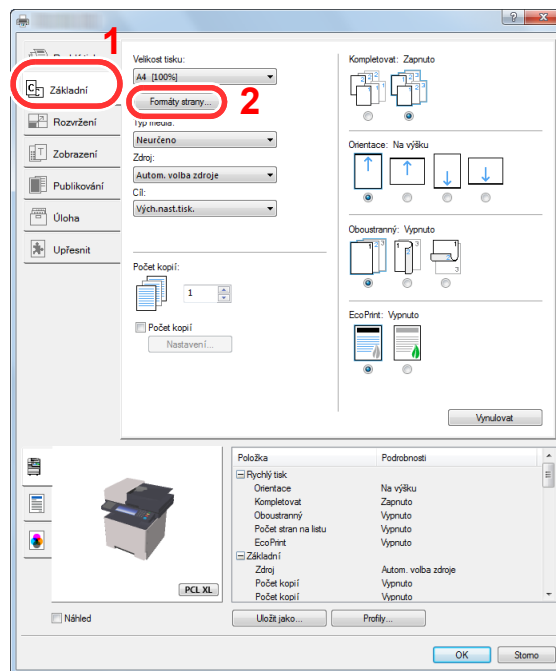 1
Základní
Rozvržení
Zobrazení
Publikování
Úloha
Upřesnit
Velikost tisku:
A4 [100%]
Formáty strany...
2
Typ média:
Neurčeno
Zdroj:
Autom. volba zdroje
Cíl:
Vých.nast.tisk.
Počet kopií:
1
Počet kopií
Nastavení...
Kompletovat: Zapnuto
Orientace: Na výšku
Oboustranný: Vypnuto
EcoPrint: Vypnuto
Vynulovat
Položka Podrobnosti
Rychlý tisk
Orientace Na výšku
Kompletovat Zapnuto
Oboustranný Vypnuto
Počet stran na listu Vypnuto
EcoPrint Vypnuto
Základní
Zdroj Autom. volba zdroje
Počet kopií Vypnuto
Počet kopií Vypnuto
PCL XL
Náhled
Uložit jako... Profily...
OK Storno